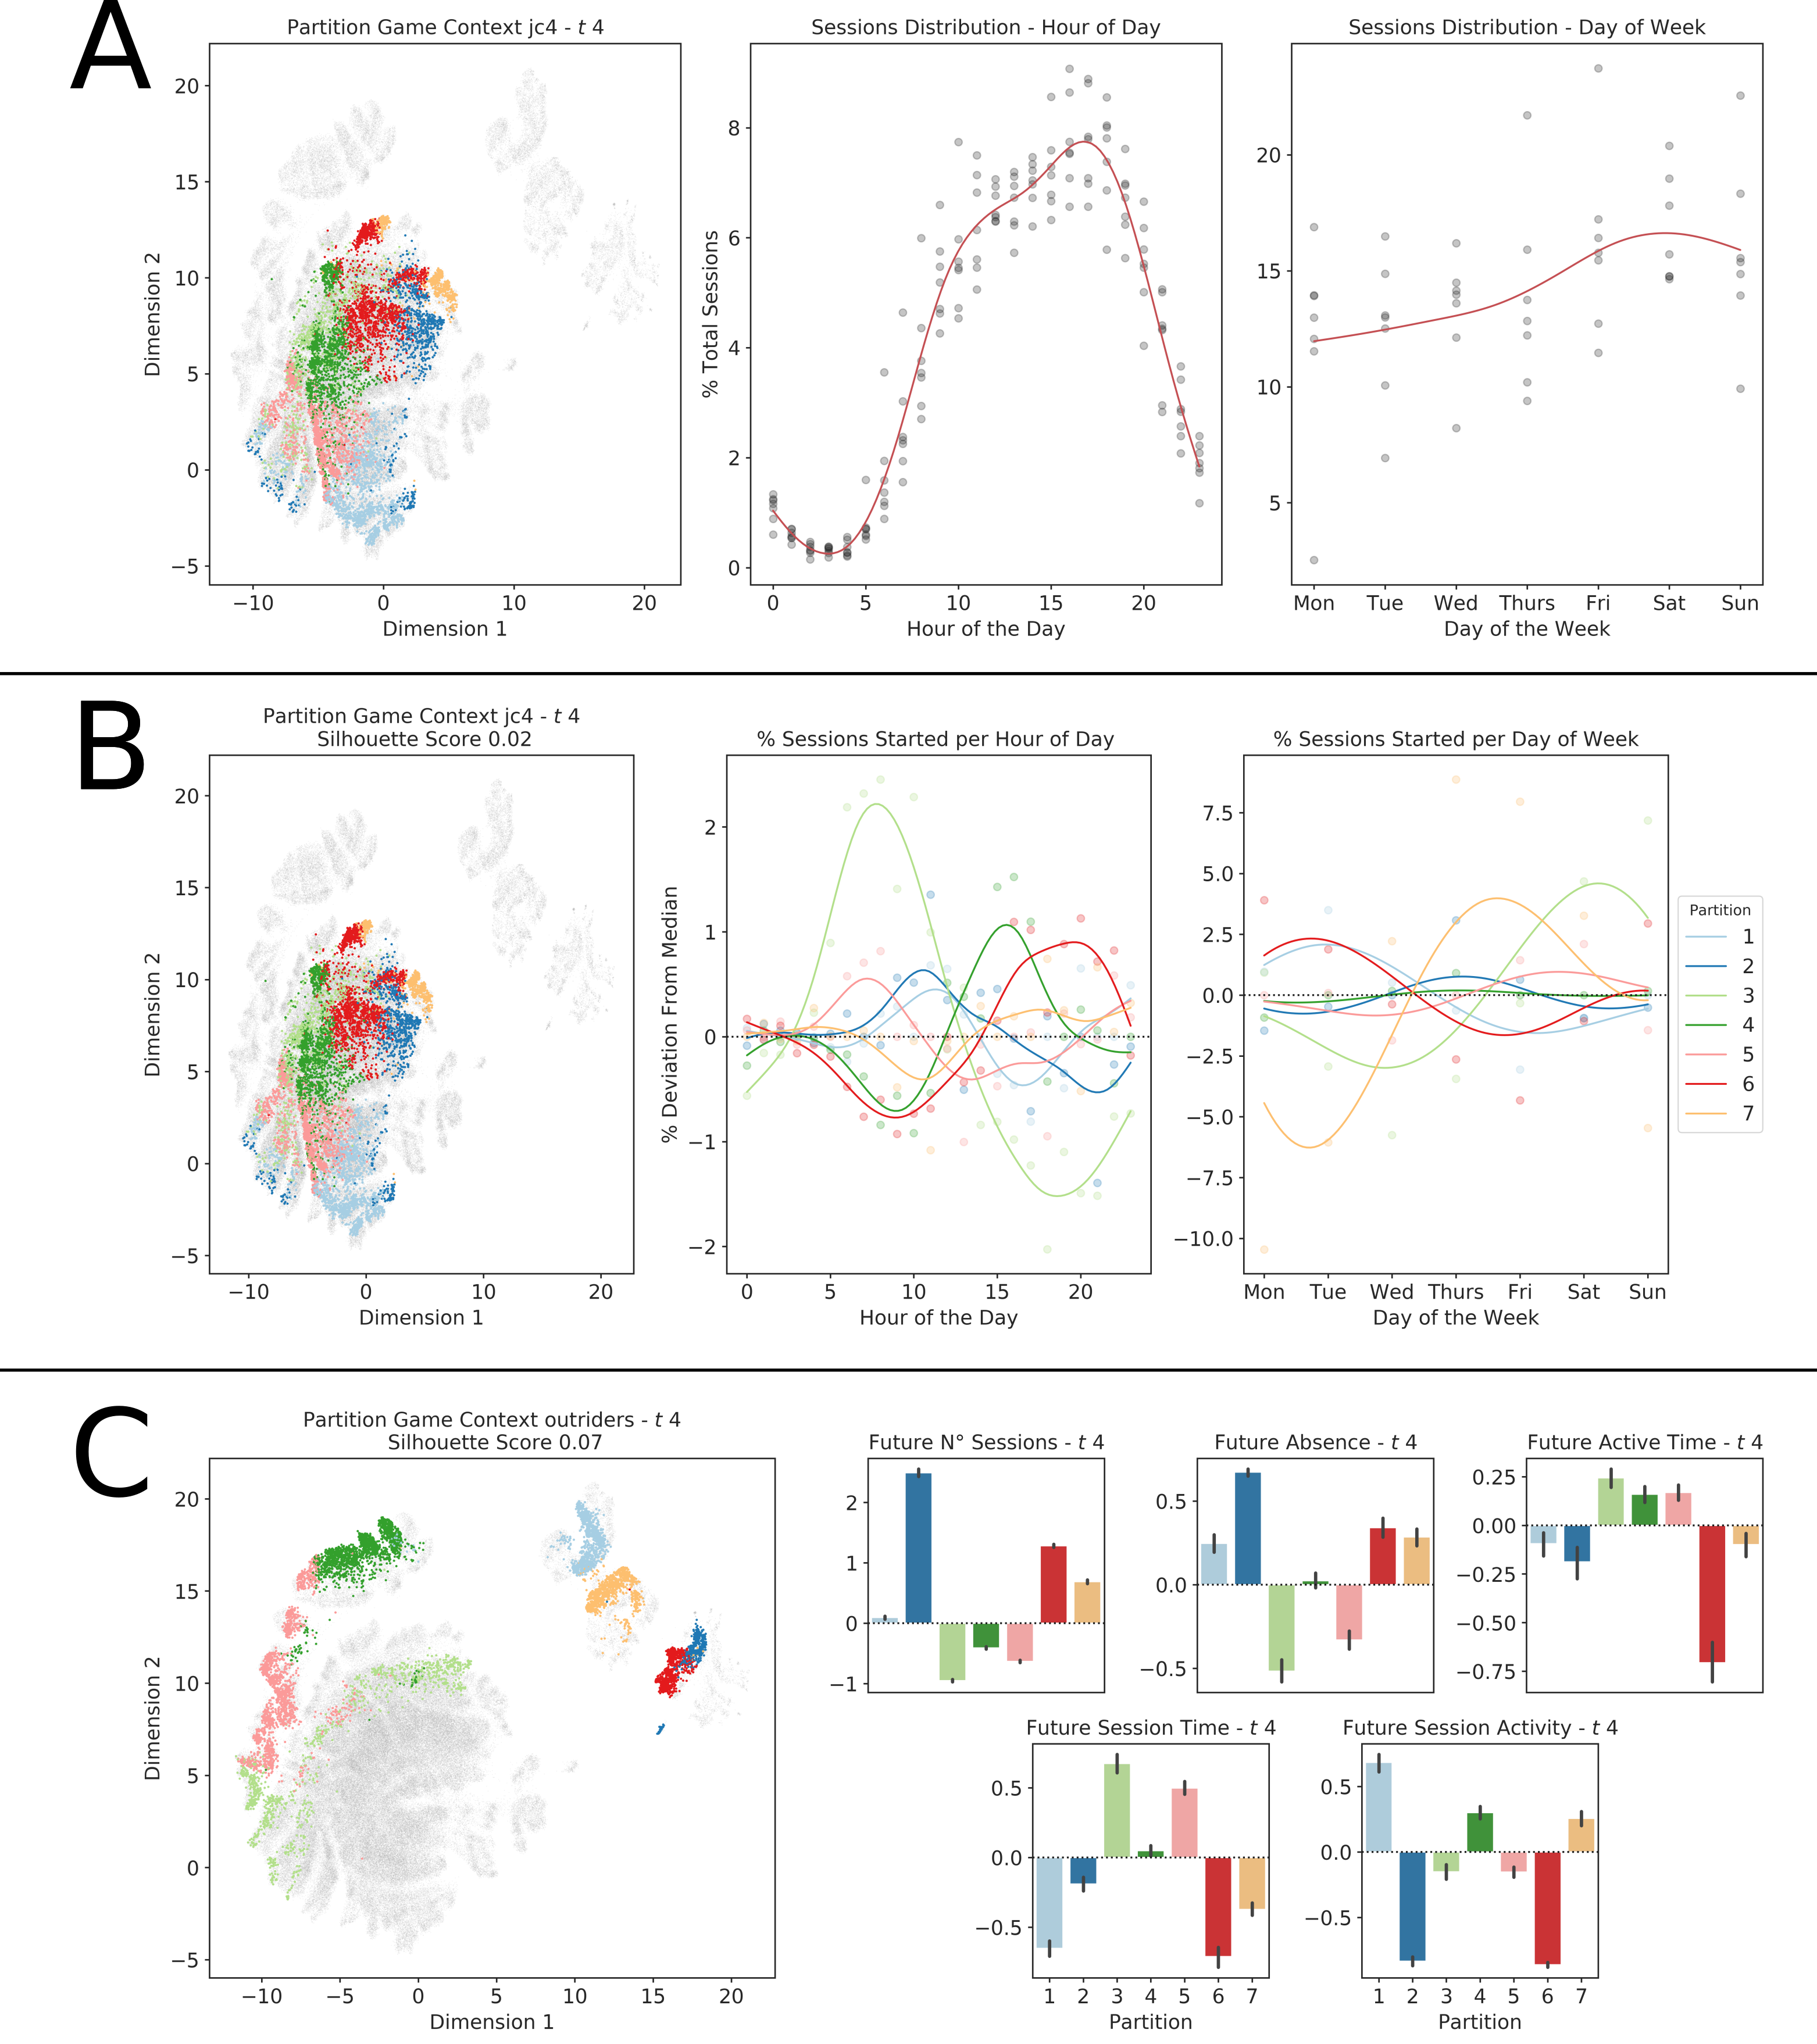 A
Partition Game Context jc4 - t 4
Sessions Distribution - Hour of Day
Sessions Distribution - Day of Week
20
15
10
5
0
−5
Dimension 2
−10
0
10
20
Dimension 1
8
6
4
2
0
% Total Sessions
0
5
10
15
20
Hour of the Day
20
15
10
5
Mon
Tue
Wed
Thurs
Fri
Sat
Sun
Day of the Week
B
Partition Game Context jc4 - t 4
Silhouette Score 0.02
% Sessions Started per Hour of Day
% Sessions Started per Day of Week
20
15
10
5
0
−5
Dimension 2
−10
0
10
20
Dimension 1
2
1
0
−1
−2
% Deviation From Median
0
5
10
15
20
Hour of the Day
7.5
5.0
2.5
0.0
−2.5
−5.0
−7.5
−10.0
Mon
Tue
Wed
Thurs
Fri
Sat
Sun
Day of the Week
Partition
1
2
3
4
5
6
7
C
Partition Game Context outriders - t 4
Silhouette Score 0.07
20
15
10
5
0
−5
Dimension 2
−10
−5
0
5
10
15
20
Dimension 1
Future N° Sessions - t 4
2
1
0
−1
Future Absence - t 4
0.5
0.0
−0.5
Future Active Time - t 4
0.25
0.00
−0.25
−0.50
−0.75
Future Session Time - t 4
0.5
0.0
−0.5
1
2
3
4
5
6
7
Partition
Future Session Activity - t 4
0.5
0.0
−0.5
1
2
3
4
5
6
7
Partition